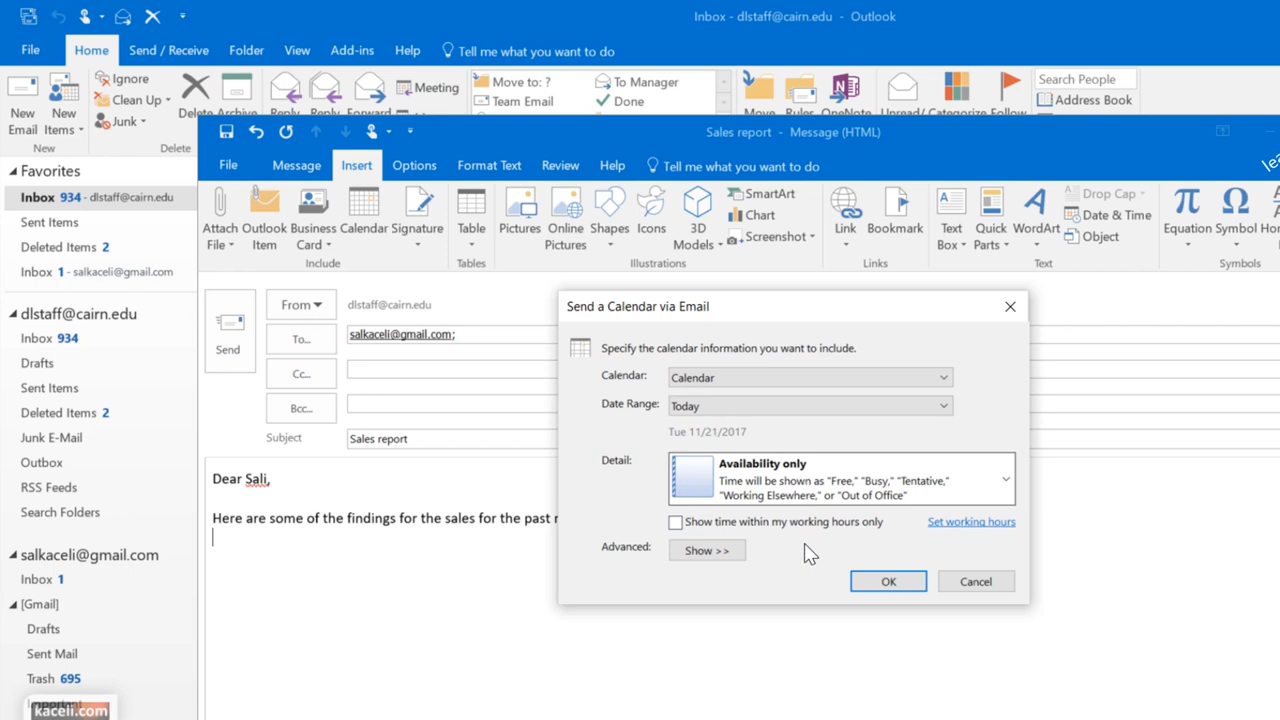 Inbox - dlstaff@cairn.edu - Outlook
File Home Send / Receive Folder View Add-ins Help Tell me what you want to do
New Email
New Items
Ignore
Clean Up
Junk
Delete
Archive
Reply
Reply
Forward
Meeting
Move to: ?
Team Email
To Manager
Done
Move
Rules
OneNote
Unread/
Categorize
Follow
Search People
Address Book
New
Delete
Favorites
Inbox 934 - dlstaff@cairn.edu
Sent Items
Deleted Items 2
Inbox 1 - salkaceli@gmail.com
dlstaff@cairn.edu
Inbox 934
Drafts
Sent Items
Deleted Items 2
Junk E-Mail
Outbox
RSS Feeds
Search Folders
salkaceli@gmail.com
Inbox 1
[Gmail]
Drafts
Sent Mail
Trash 695
Important
kaceli.com
Sales report - Message (HTML)
File Message Insert Options Format Text Review Help Tell me what you want to do
Attach File
Outlook Item
Business Card
Calendar
Signature
Table
Pictures
Online Pictures
Shapes
Icons
3D Models
SmartArt
Chart
Screenshot
Link
Bookmark
Text Box
Quick Parts
WordArt
Drop Cap
Date & Time
Object
Equation
Symbol
Include
Tables
Illustrations
Links
Text
Symbols
Send
From dlstaff@cairn.edu
To... salkaceli@gmail.com;
Cc...
Bcc...
Subject Sales report
Dear Sali,
Here are some of the findings for the sales for the past
Send a Calendar via Email
Specify the calendar information you want to include.
Calendar: Calendar
Date Range: Today
Tue 11/21/2017
Detail: Availability only
Time will be shown as "Free," "Busy," "Tentative,"
"Working Elsewhere," or "Out of Office"
Show time within my working hours only Set working hours
Advanced: Show >>
OK Cancel